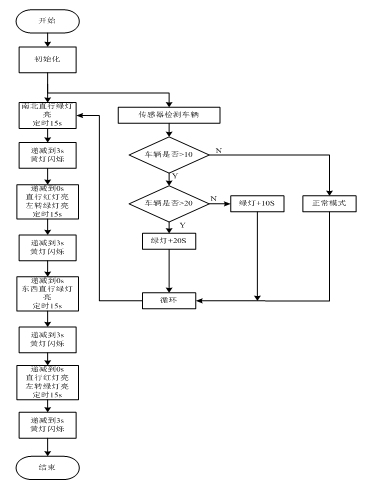 开始
初始化
南北直行绿灯
亮
定时15s
递减到3s
黄灯闪烁
递减到0s
直行红灯亮
左转绿灯亮
定时15s
递减到3s
黄灯闪烁
递减到0s
东西直行绿灯
亮
定时15s
递减到3s
黄灯闪烁
递减到0s
直行红灯亮
左转绿灯亮
定时15s
递减到3s
黄灯闪烁
结束
传感器检测车辆
车辆是否>10
N
Y
车辆是否>20
N
绿灯+10S
正常模式
Y
绿灯+20S
循环